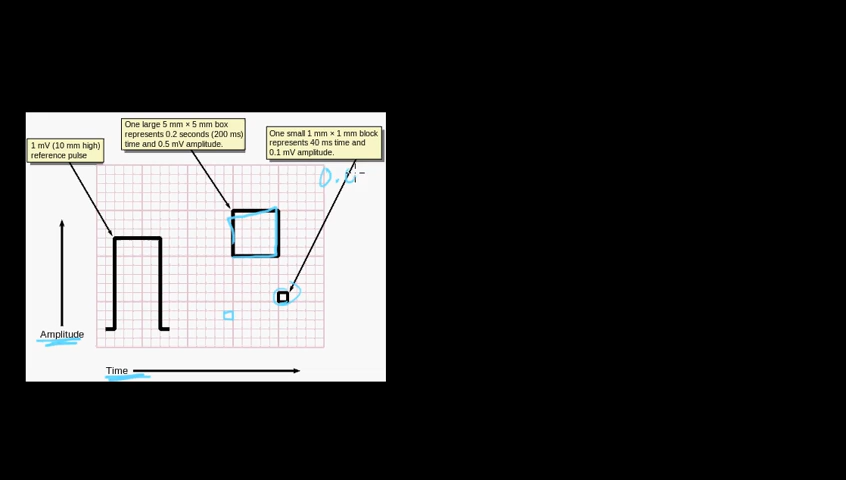 One large 5 mm × 5 mm box
represents 0.2 seconds (200 ms)
time and 0.5 mV amplitude.
One small 1 mm × 1 mm block
represents 40 ms time and
0.1 mV amplitude.
1 mV (10 mm high)
reference pulse
Amplitude
Time